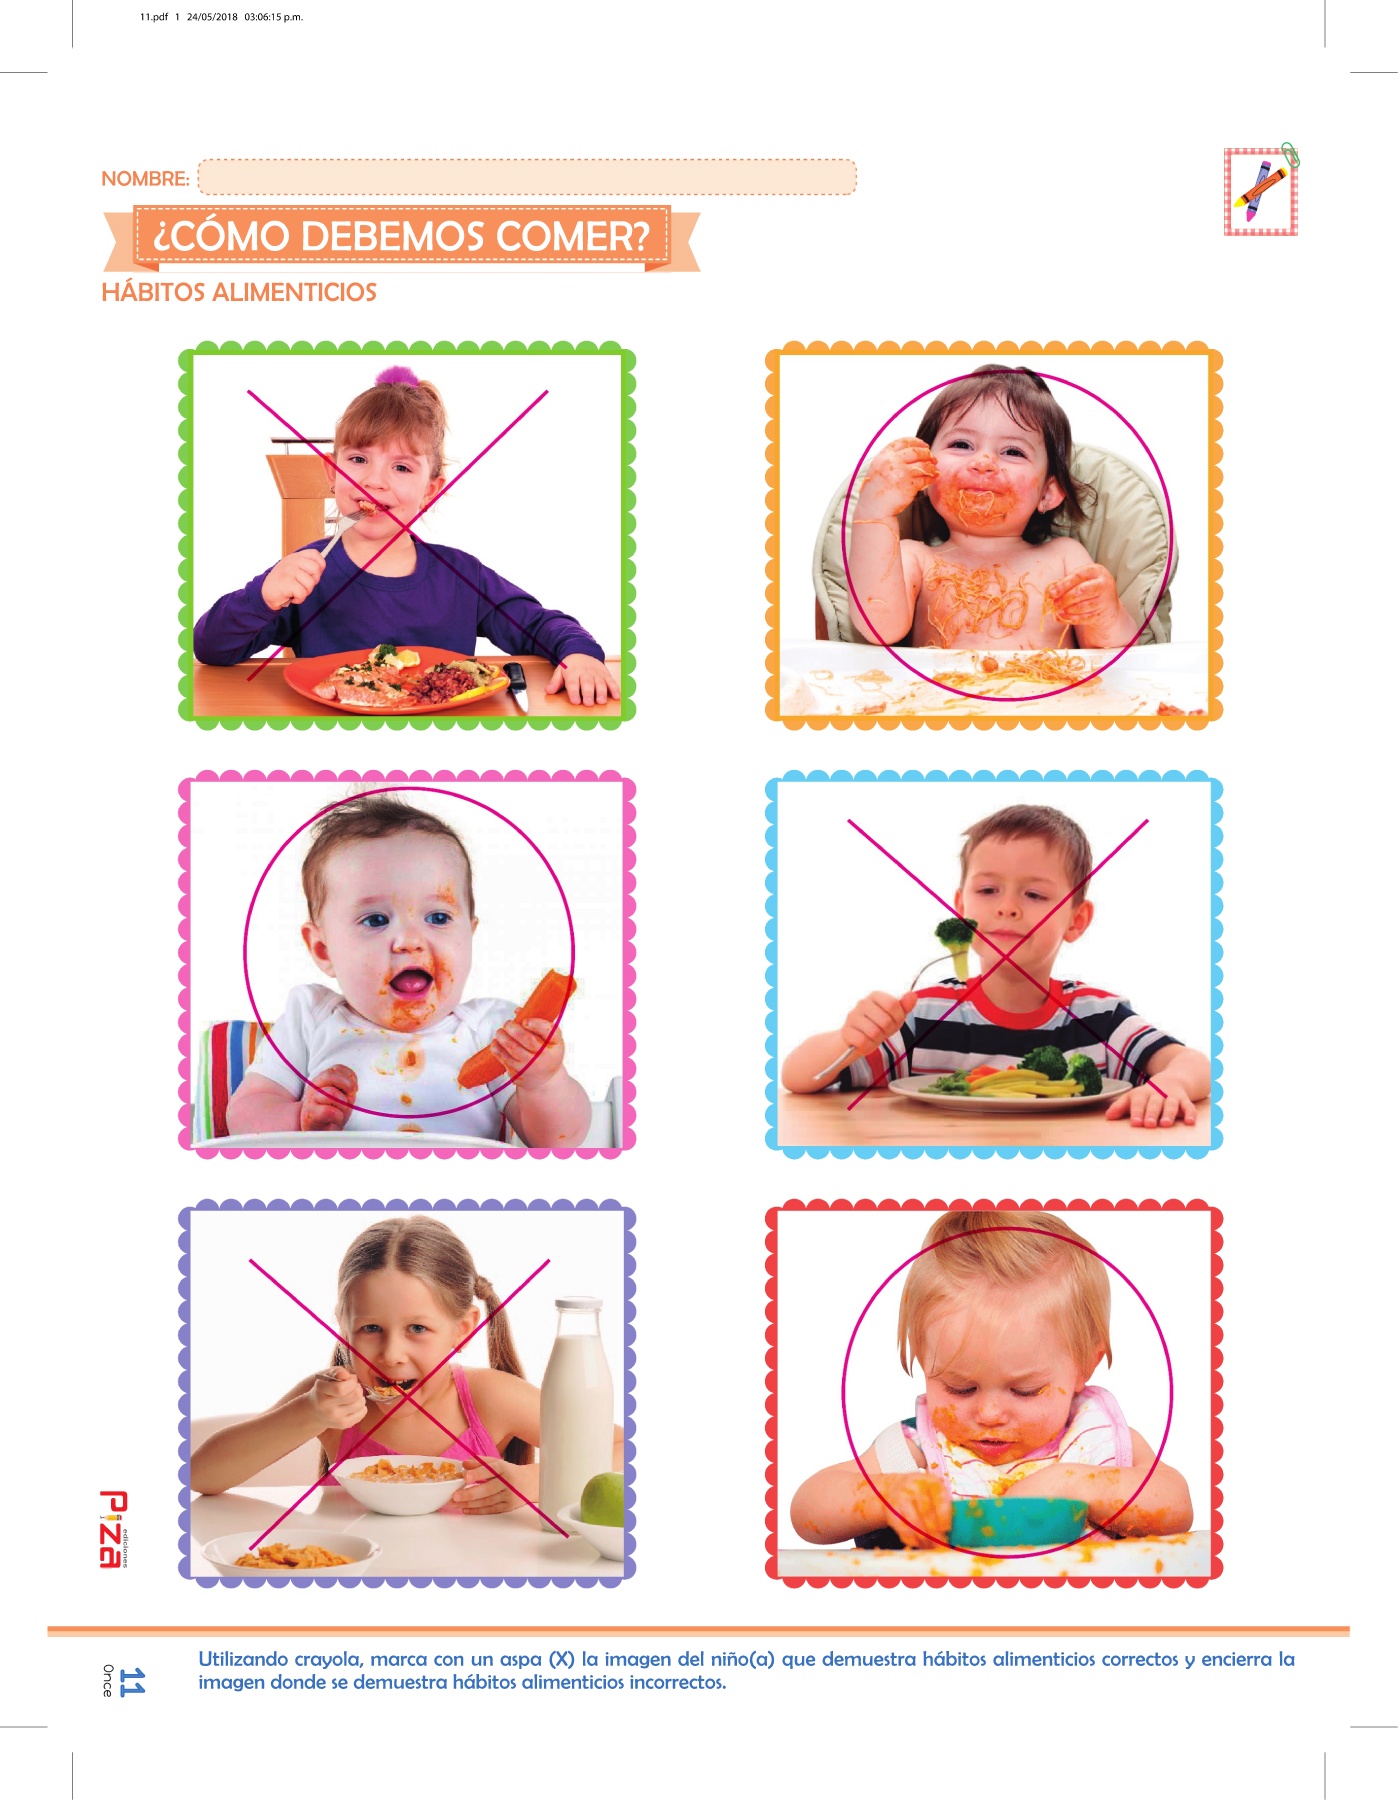 11.pdf 1 24/05/2018 03:06:15 p.m.
NOMBRE:
¿CÓMO DEBEMOS COMER?
HÁBITOS ALIMENTICIOS
Piza
ediciones
Utilizando crayola, marca con un aspa (X) la imagen del niño(a) que demuestra hábitos alimenticios correctos y encierra la
imagen donde se demuestra hábitos alimenticios incorrectos.
11
Once